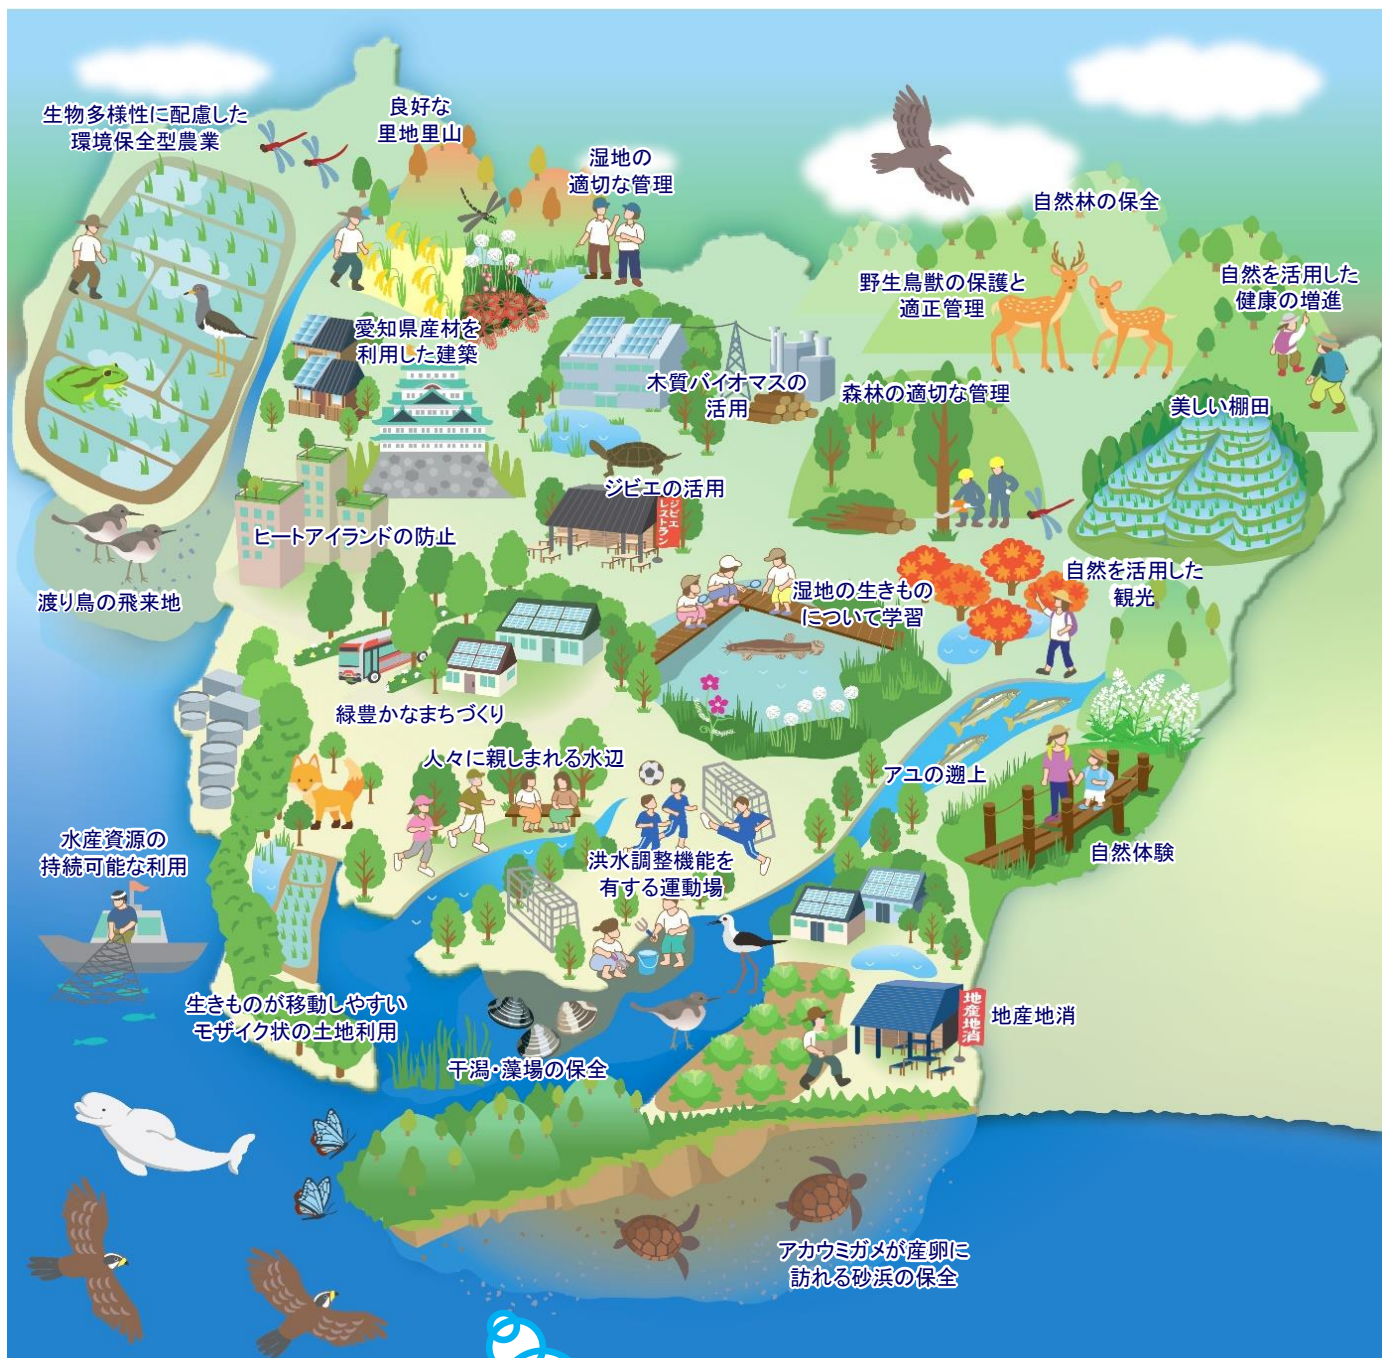 生物多様性に配慮した
環境保全型農業
良好な
里地里山
湿地の
適切な管理
自然林の保全
野生鳥獣の保護と
適正管理
自然を活用した
健康の増進
愛知県産材を
利用した建築
木質バイオマスの
活用
森林の適切な管理
美しい棚田
ジビエの活用
ジビエ
レストラン
ヒートアイランドの防止
渡り鳥の飛来地
湿地の生きもの
について学習
自然を活用した
観光
緑豊かなまちづくり
人々に親しまれる水辺
アユの遡上
水産資源の
持続可能な利用
洪水調整機能を
有する運動場
自然体験
生きものが移動しやすい
モザイク状の土地利用
地産地消
地産地消
干潟・藻場の保全
アカウミガメが産卵に
訪れる砂浜の保全